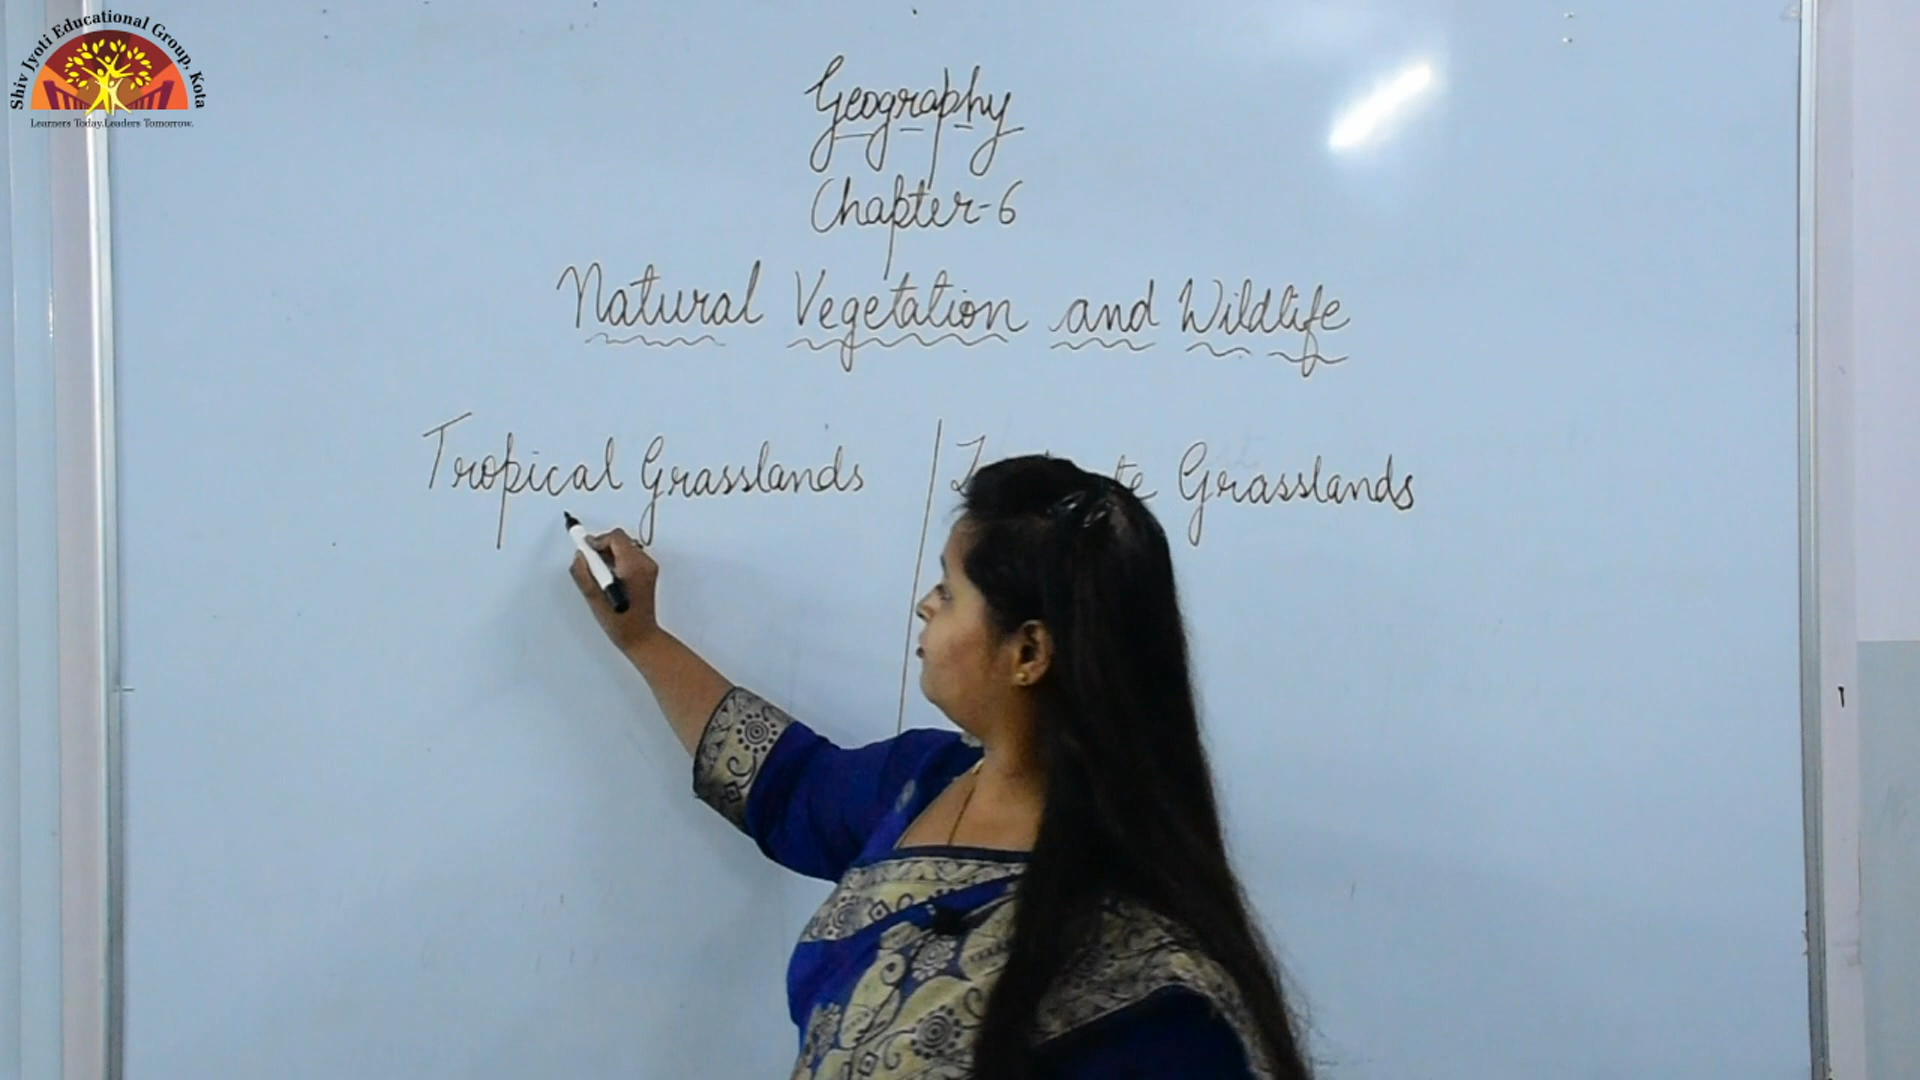 Shiv Jyoti Educational Group, Kota
Learners Today.Leaders Tomorrow.
Geography
Chapter-6
Natural Vegetation and Wildlife
Tropical Grasslands
Grasslands